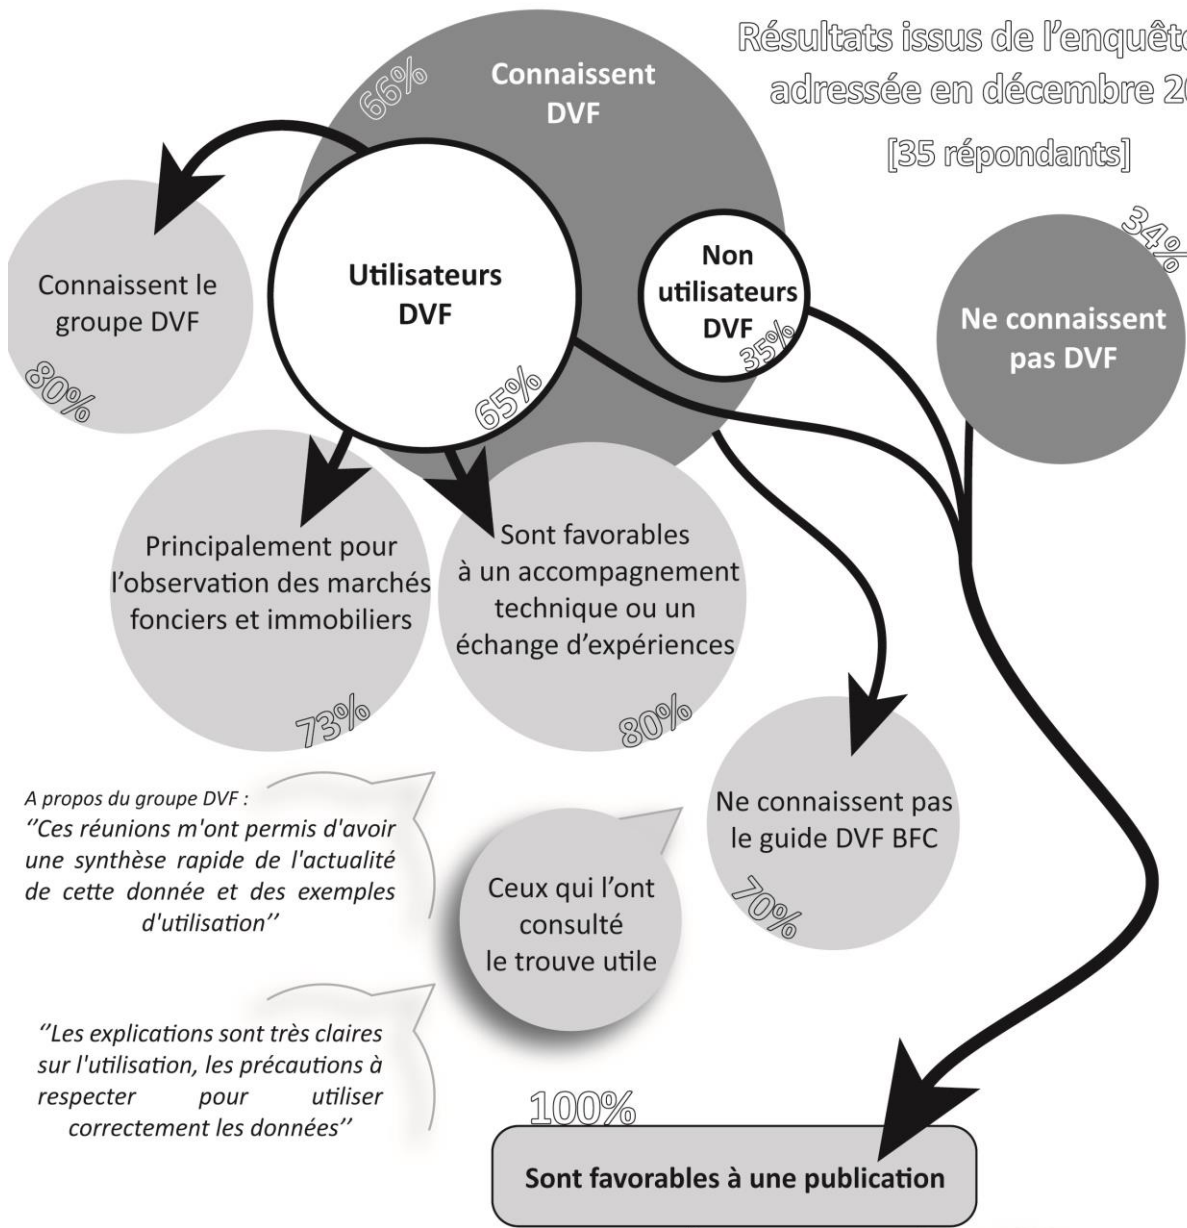 Résultats issus de l'enquête
adressée en décembre 20
[35 répondants]
66%
Connaissent
DVF
34%
Ne connaissent
pas DVF
Connaissent le
groupe DVF
80%
Utilisateurs
DVF
65%
Non
utilisateurs
DVF
35%
Principalement pour
l'observation des marchés
fonciers et immobiliers
73%
Sont favorables
à un accompagnement
technique ou un
échange d'expériences
80%
Ne connaissent pas
le guide DVF BFC
70%
A propos du groupe DVF :
‘’Ces réunions m'ont permis d'avoir
une synthèse rapide de l'actualité
de cette donnée et des exemples
d'utilisation’’
Ceux qui l'ont
consulté
le trouve utile
‘’Les explications sont très claires
sur l'utilisation, les précautions à
respecter pour utiliser
correctement les données’’
100%
Sont favorables à une publication